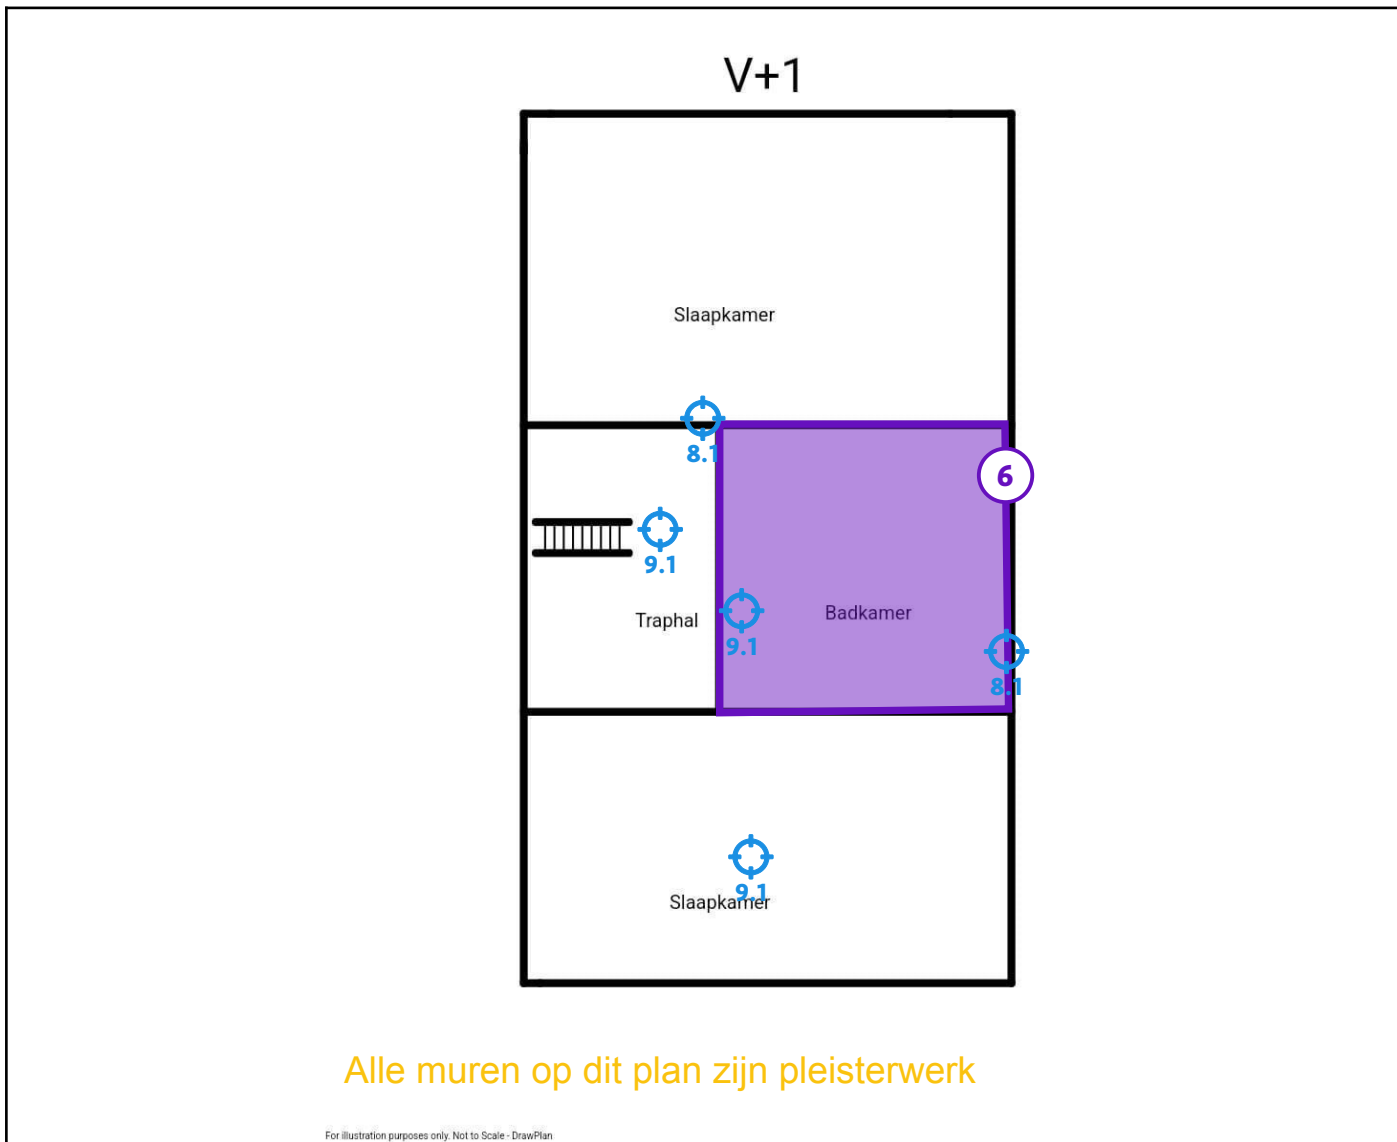 V+1
Slaapkamer
8.1
6
9.1
Traphal
9.1
Badkamer
8.1
9.1
Slaapkamer
Alle muren op dit plan zijn pleisterwerk
For illustration purposes only. Not to Scale - DrawPlan